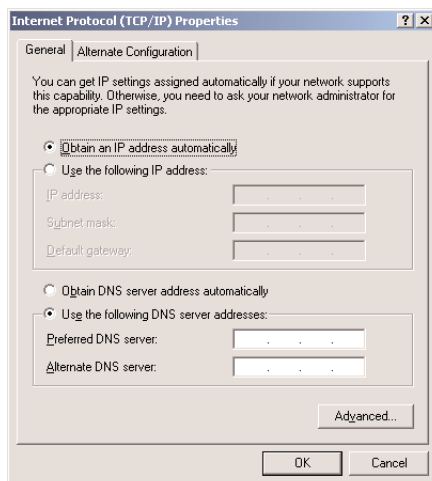 Internet Protocol (TCP/IP) Properties
General
Alternate Configuration
You can get IP settings assigned automatically if your network supports
this capability. Otherwise, you need to ask your network administrator for
the appropriate IP settings.
Obtain an IP address automatically
Use the following IP address:
IP address:
Subnet mask:
Default gateway:
Obtain DNS server address automatically
Use the following DNS server addresses:
Preferred DNS server:
Alternate DNS server:
Advanced...
OK
Cancel